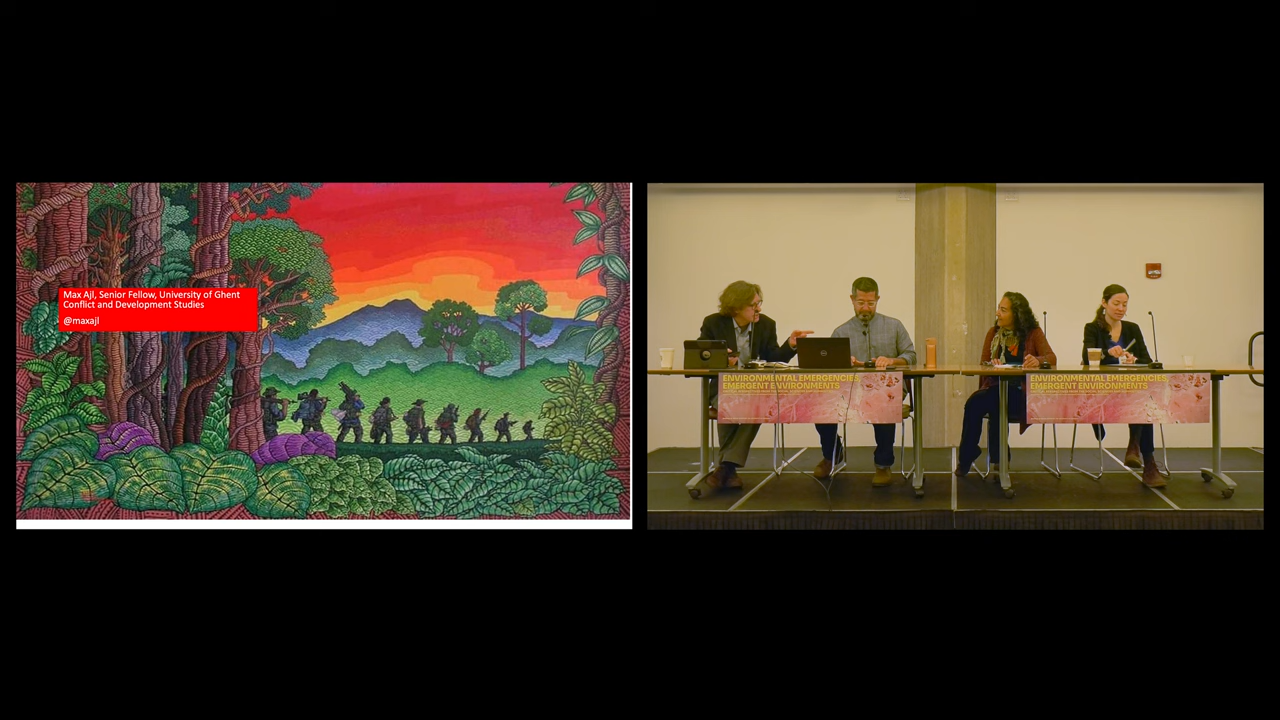 Max Ajl, Senior Fellow, University of Ghent
Conflict and Development Studies
@maxajl
ENVIRONMENTAL EMERGENCIES,
EMERGENT ENVIRONMENTS
ENVIRONMENTAL EMERGENCIES,
EMERGENT ENVIRONMENTS